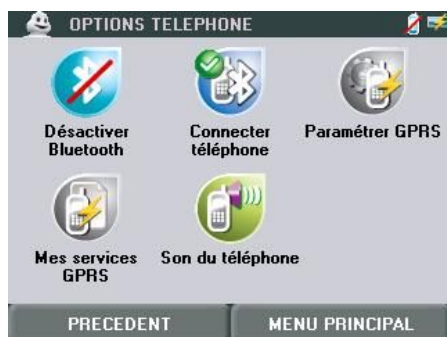 OPTIONS TELEPHONE
Désactiver
Bluetooth
Connecter
téléphone
Paramétrer GPRS
Mes services
GPRS
Son du téléphone
PRECEDENT
MENU PRINCIPAL